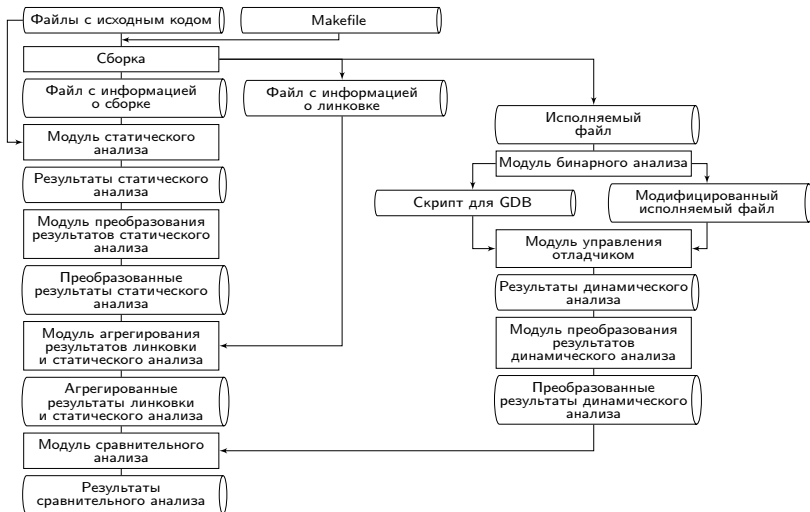 Файлы с исходным кодом
Makefile
Сборка
Файл с информацией
о сборке
Файл с информацией
о линковке
Исполняемый
файл
Модуль статического
анализа
Модуль бинарного анализа
Результаты статического
анализа
Скрипт для GDB
Модифицированный
исполняемый файл
Модуль преобразования
результатов статического
анализа
Модуль управления
отладчиком
Преобразованные
результаты статического
анализа
Результаты динамического
анализа
Модуль агрегирования
результатов линковки
и статического анализа
Модуль преобразования
результатов
динамического анализа
Агрегированные
результаты линковки
и статического анализа
Преобразованные
результаты динамического
анализа
Модуль сравнительного
анализа
Результаты
сравнительного анализа